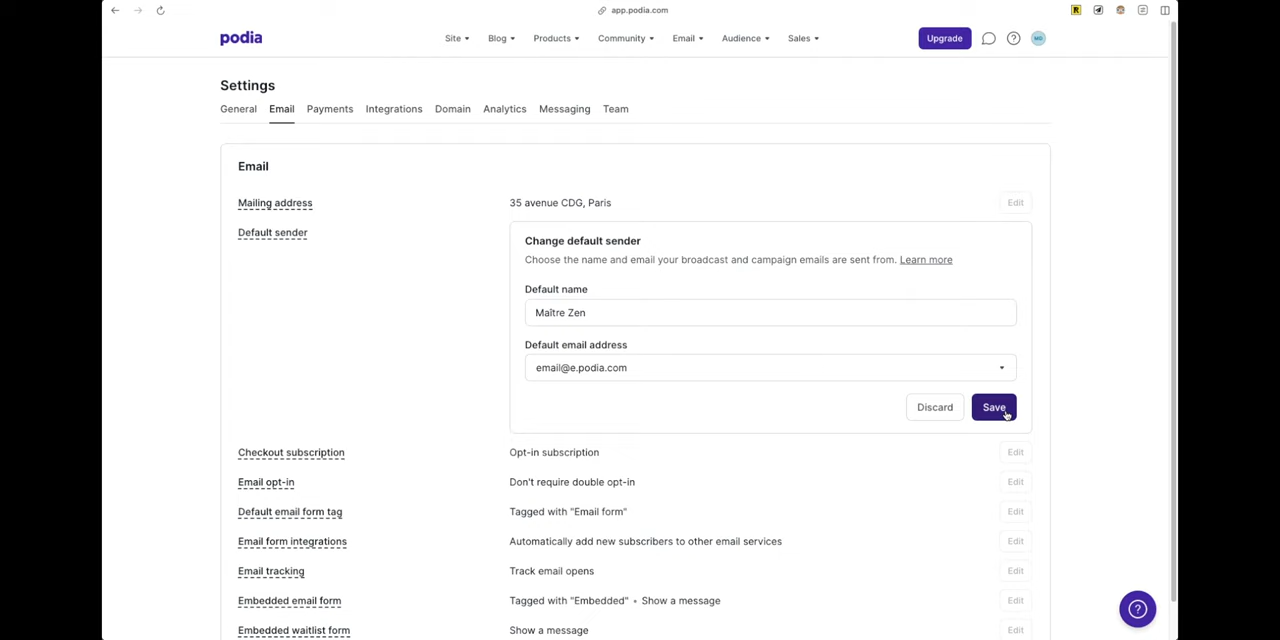 app.podia.com
podia
Site Blog Products Community Email Audience Sales Upgrade MD
Settings
General Email Payments Integrations Domain Analytics Messaging Team
Email
Mailing address 35 avenue CDG, Paris Edit
Default sender
Change default sender
Choose the name and email your broadcast and campaign emails are sent from. Learn more
Default name
Maître Zen
Default email address
email@e.podia.com
Discard Save
Checkout subscription Opt-in subscription Edit
Email opt-in Don't require double opt-in Edit
Default email form tag Tagged with "Email form" Edit
Email form integrations Automatically add new subscribers to other email services Edit
Email tracking Track email opens Edit
Embedded email form Tagged with "Embedded" • Show a message Edit
Embedded waitlist form Show a message Edit